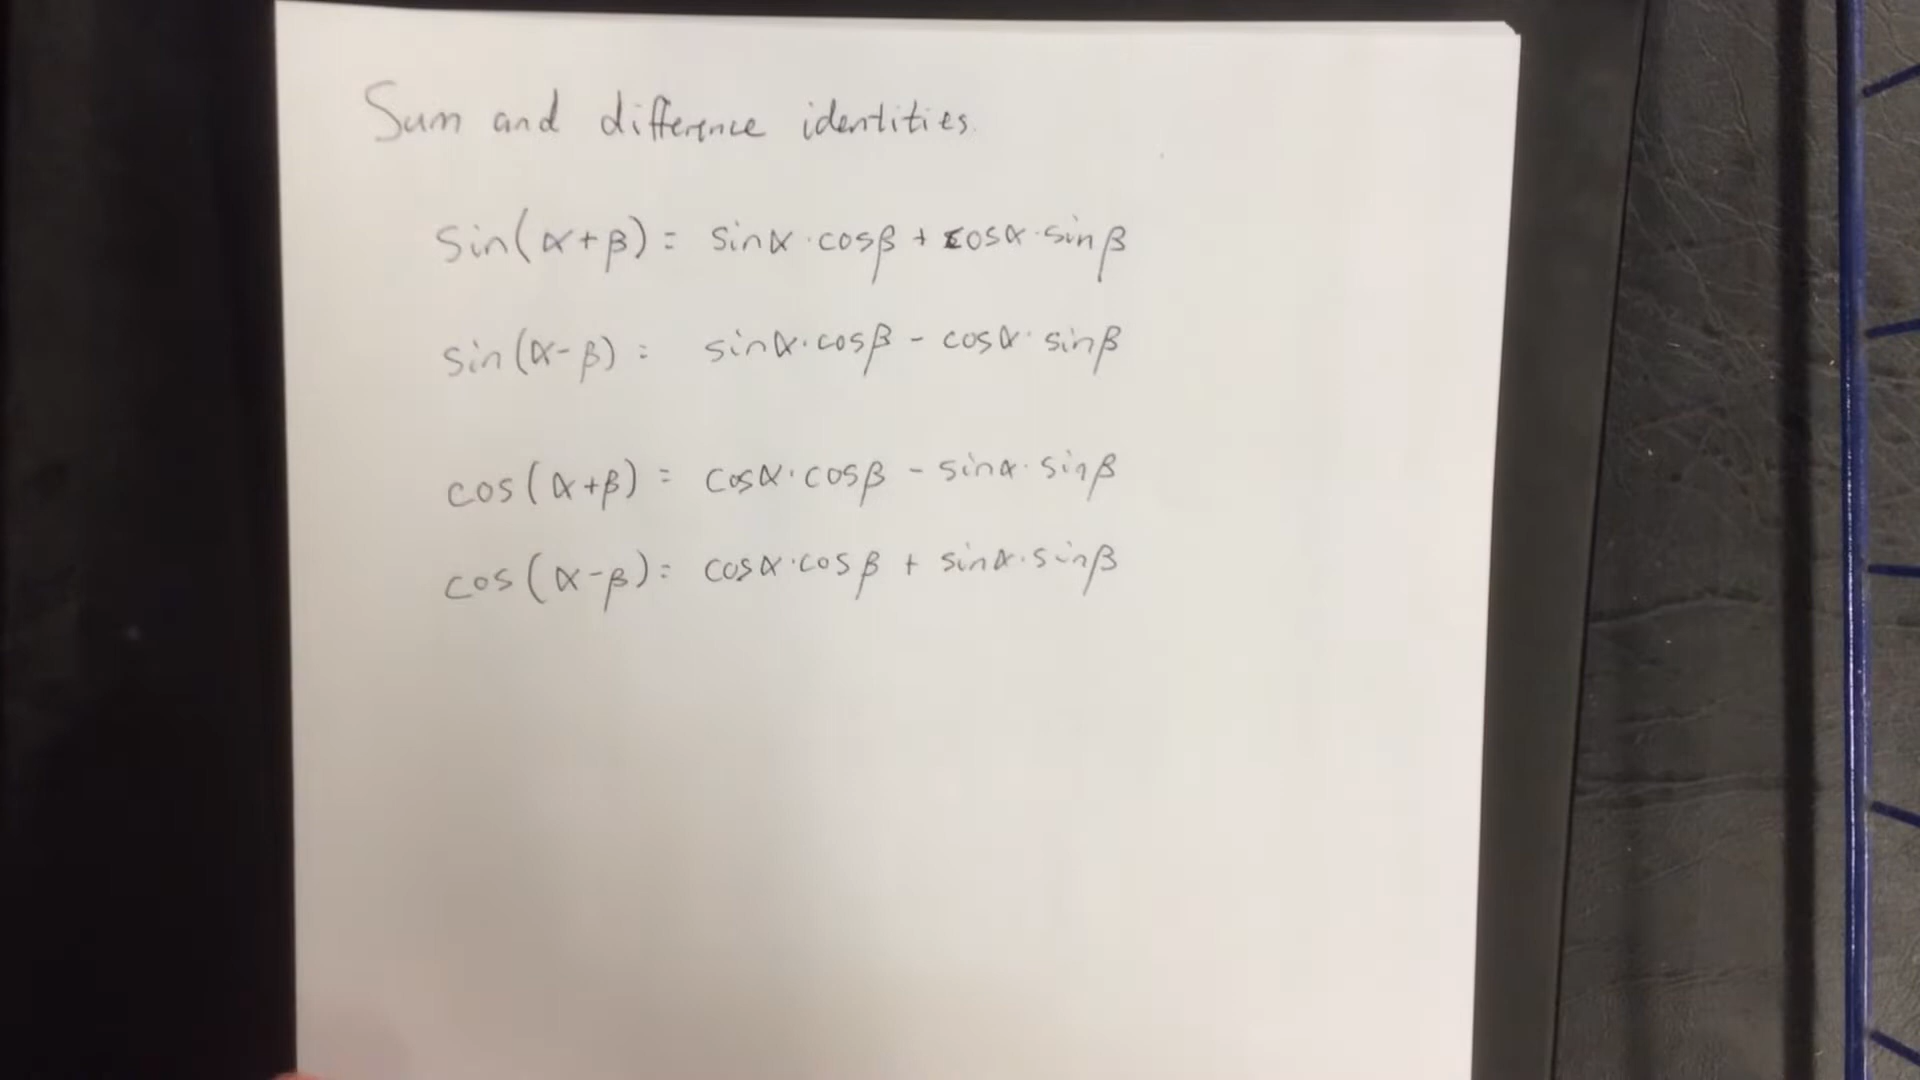 Sum and difference identities.
sin(α+β) = sinα·cosβ + cosα·sinβ
sin(α-β) = sinα·cosβ - cosα·sinβ
cos(α+β) = cosα·cosβ - sinα·sinβ
cos(α-β) = cosα·cosβ + sinα·sinβ